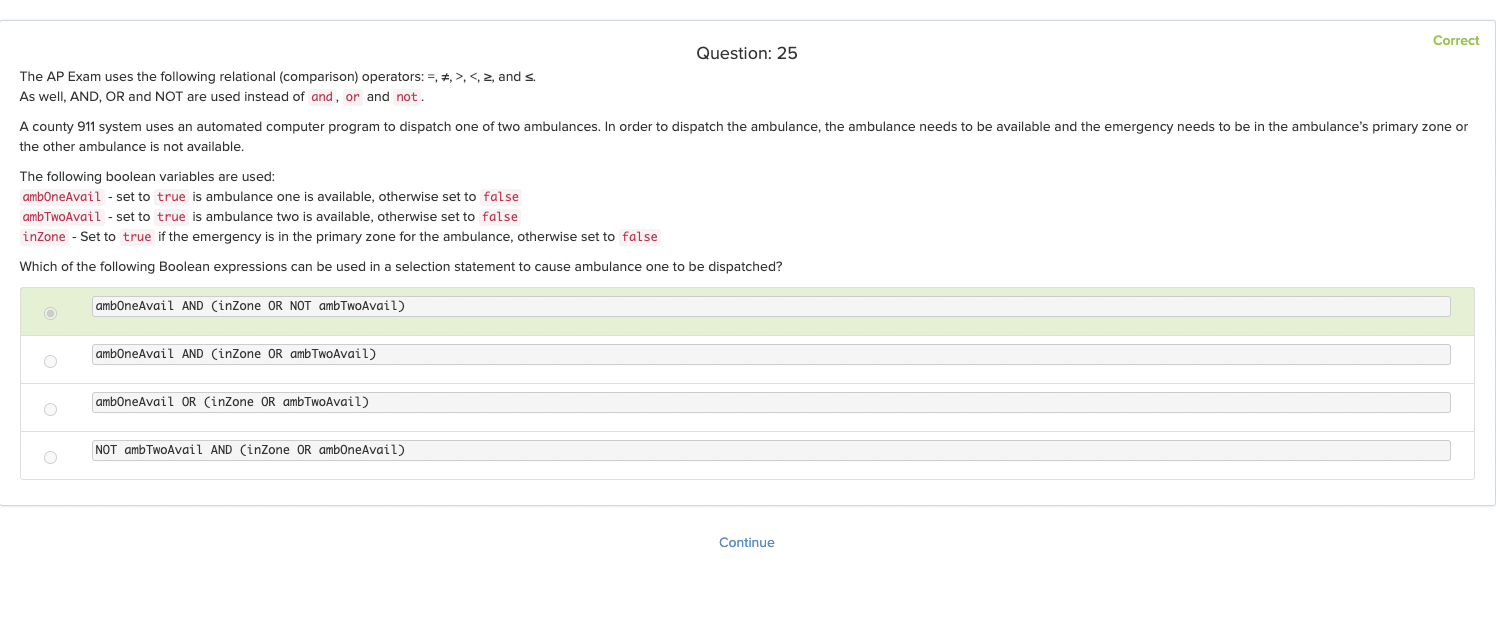 Correct
Question: 25
The AP Exam uses the following relational (comparison) operators: =, ≠, >, <, ≥, and ≤.
As well, AND, OR and NOT are used instead of and, or and not.
A county 911 system uses an automated computer program to dispatch one of two ambulances. In order to dispatch the ambulance, the ambulance needs to be available and the emergency needs to be in the ambulance's primary zone or
the other ambulance is not available.
The following boolean variables are used:
ambOneAvail - set to true is ambulance one is available, otherwise set to false
ambTwoAvail - set to true is ambulance two is available, otherwise set to false
inZone - Set to true if the emergency is in the primary zone for the ambulance, otherwise set to false
Which of the following Boolean expressions can be used in a selection statement to cause ambulance one to be dispatched?
ambOneAvail AND (inZone OR NOT ambTwoAvail)
ambOneAvail AND (inZone OR ambTwoAvail)
ambOneAvail OR (inZone OR ambTwoAvail)
NOT ambTwoAvail AND (inZone OR ambOneAvail)
Continue